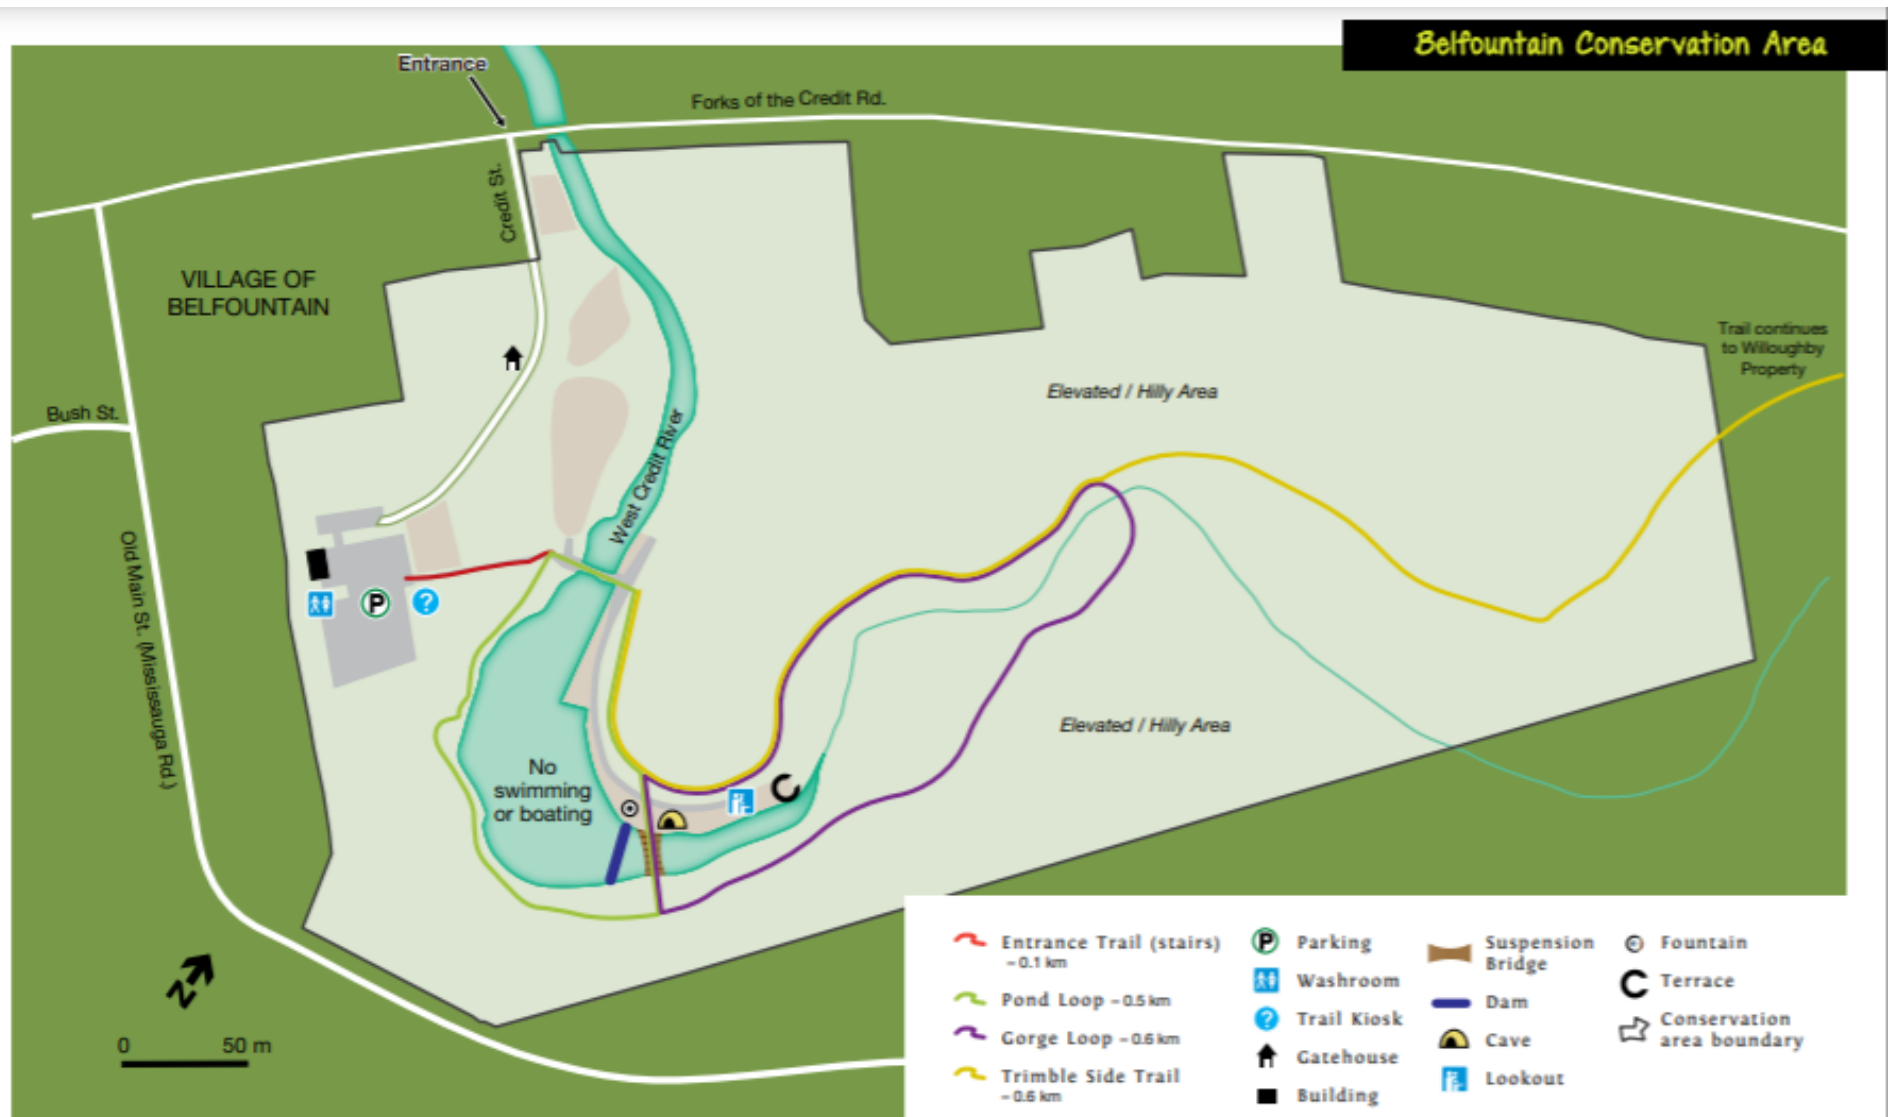 Belfountain Conservation Area
Entrance
Forks of the Credit Rd.
Credit St.
VILLAGE OF
BELFOUNTAIN
Trail continues
to Willoughby
Property
Elevated / Hilly Area
Bush St.
West Credit River
Old Main St. (Mississauga Rd.)
P
?
Elevated / Hilly Area
No
swimming
or boating
N
0 50 m
Entrance Trail (stairs)
– 0.1 km
Pond Loop – 0.5 km
Gorge Loop – 0.6 km
Trimble Side Trail
– 0.6 km
P Parking
Washroom
? Trail Kiosk
Gatehouse
Building
Suspension
Bridge
Dam
Cave
Lookout
Fountain
Terrace
Conservation
area boundary